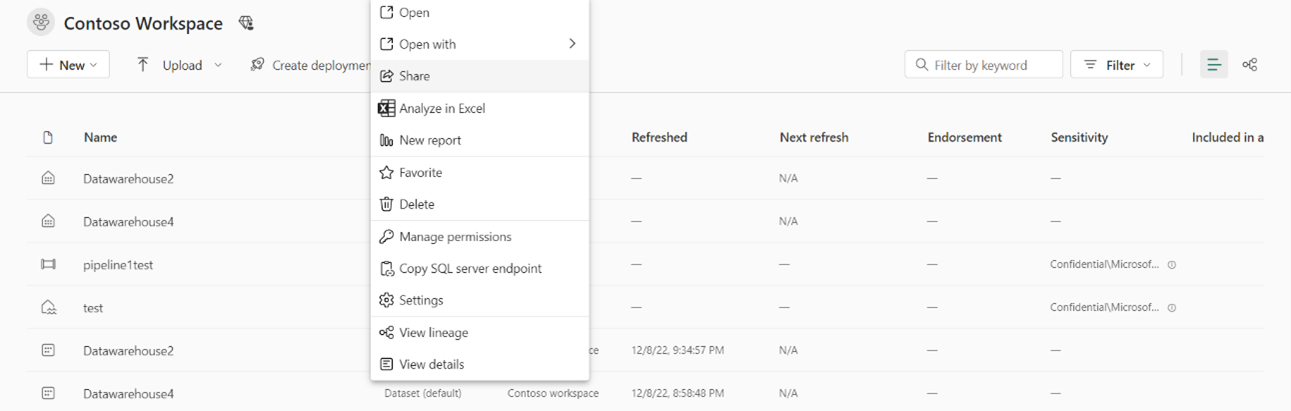 Contoso Workspace
New
Upload
Create deploymen
Filter by keyword
Filter
Open
Open with
Share
Analyze in Excel
New report
Favorite
Delete
Manage permissions
Copy SQL server endpoint
Settings
View lineage
View details
Name Refreshed Next refresh Endorsement Sensitivity Included in a
Datawarehouse2 — N/A — —
Datawarehouse4 — N/A — —
pipeline1test — — — Confidential\Microsof...
test — — — Confidential\Microsof...
Datawarehouse2 ce 12/8/22, 9:34:57 PM N/A — —
Datawarehouse4 Dataset (default) Contoso workspace 12/8/22, 8:58:48 PM N/A — —